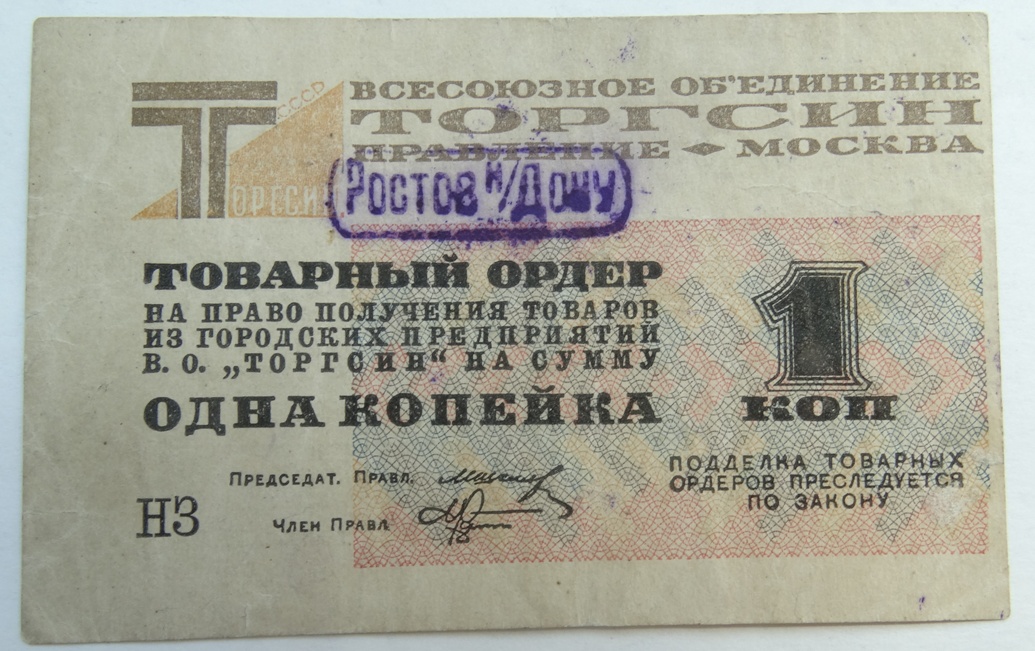 СССР
ТОРГСИН
ВСЕСОЮЗНОЕ ОБ'ЕДИНЕНИЕ
ТОРГСИН
ПРАВЛЕНИЕ ◆ МОСКВА
РОСТОВ Н/ДОНУ
ТОВАРНЫЙ ОРДЕР
НА ПРАВО ПОЛУЧЕНИЯ ТОВАРОВ
ИЗ ГОРОДСКИХ ПРЕДПРИЯТИЙ
В. О. „ТОРГСИН“ НА СУММУ
ОДНА КОПЕЙКА
1
КОП
ПРЕДСЕДАТ. ПРАВЛ.
ЧЛЕН ПРАВЛ
НЗ
ПОДДЕЛКА ТОВАРНЫХ
ОРДЕРОВ ПРЕСЛЕДУЕТСЯ
ПО ЗАКОНУ